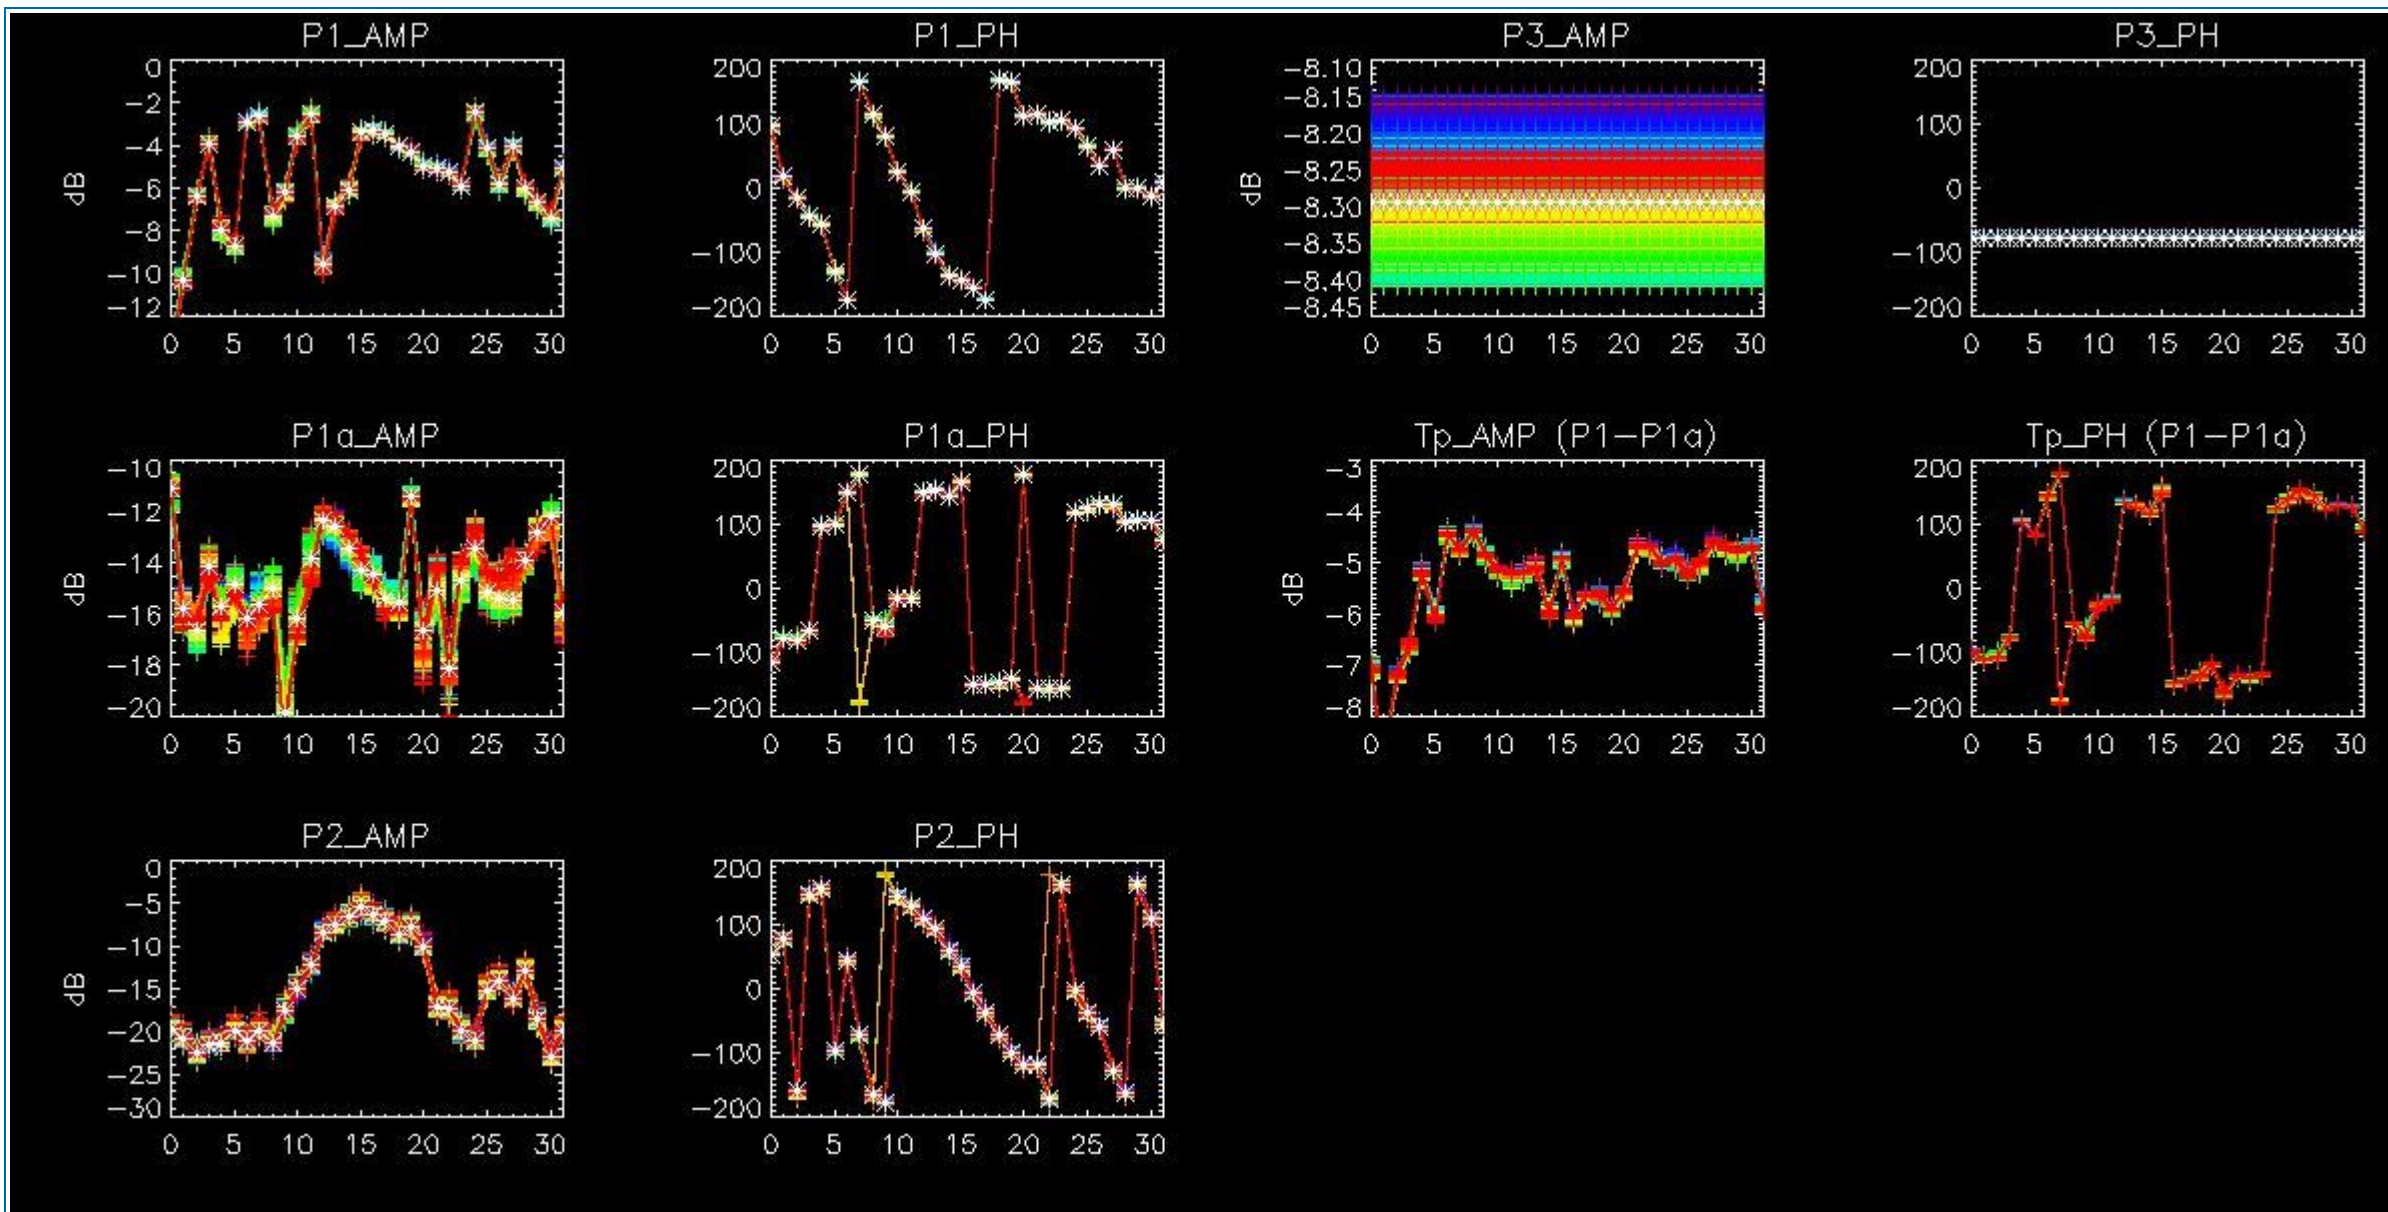 P1_AMP
0
−2
−4
−6
−8
−10
−12
dB
0 5 10 15 20 25 30
P1_PH
200
100
0
−100
−200
0 5 10 15 20 25 30
P3_AMP
−8.10
−8.15
−8.20
−8.25
−8.30
−8.35
−8.40
−8.45
dB
0 5 10 15 20 25 30
P3_PH
200
100
0
−100
−200
0 5 10 15 20 25 30
P1a_AMP
−10
−12
−14
−16
−18
−20
dB
0 5 10 15 20 25 30
P1a_PH
200
100
0
−100
−200
0 5 10 15 20 25 30
Tp_AMP (P1−P1a)
−3
−4
−5
−6
−7
−8
dB
0 5 10 15 20 25 30
Tp_PH (P1−P1a)
200
100
0
−100
−200
0 5 10 15 20 25 30
P2_AMP
0
−5
−10
−15
−20
−25
−30
dB
0 5 10 15 20 25 30
P2_PH
200
100
0
−100
−200
0 5 10 15 20 25 30